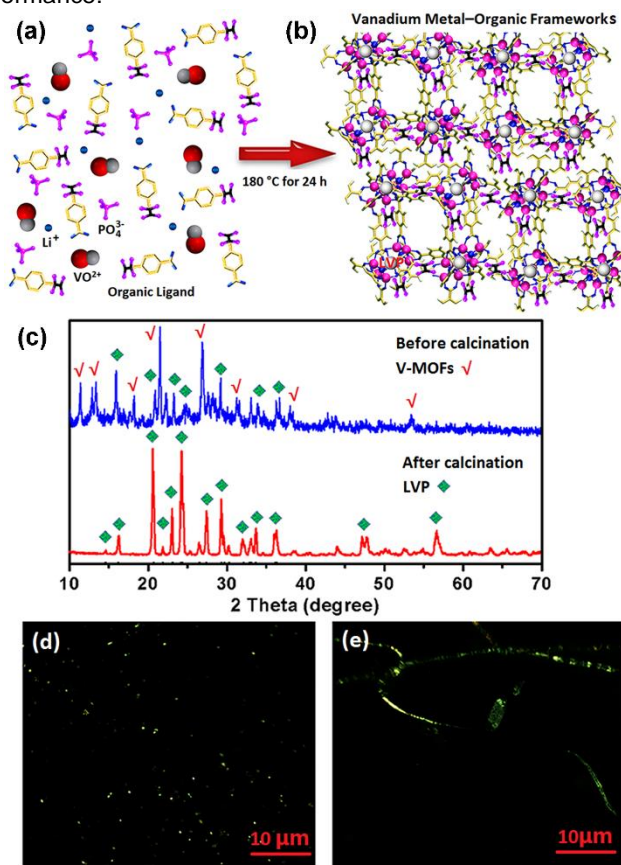 ormance.
(a)
(b)
Vanadium Metal–Organic Frameworks
180 °C for 24 h
PO₄³⁻
Li⁺
VO²⁺
Organic Ligand
LVP
(c)
Before calcination
V-MOFs √
After calcination
LVP
10 20 30 40 50 60 70
2 Theta (degree)
(d)
(e)
10 μm
10μm